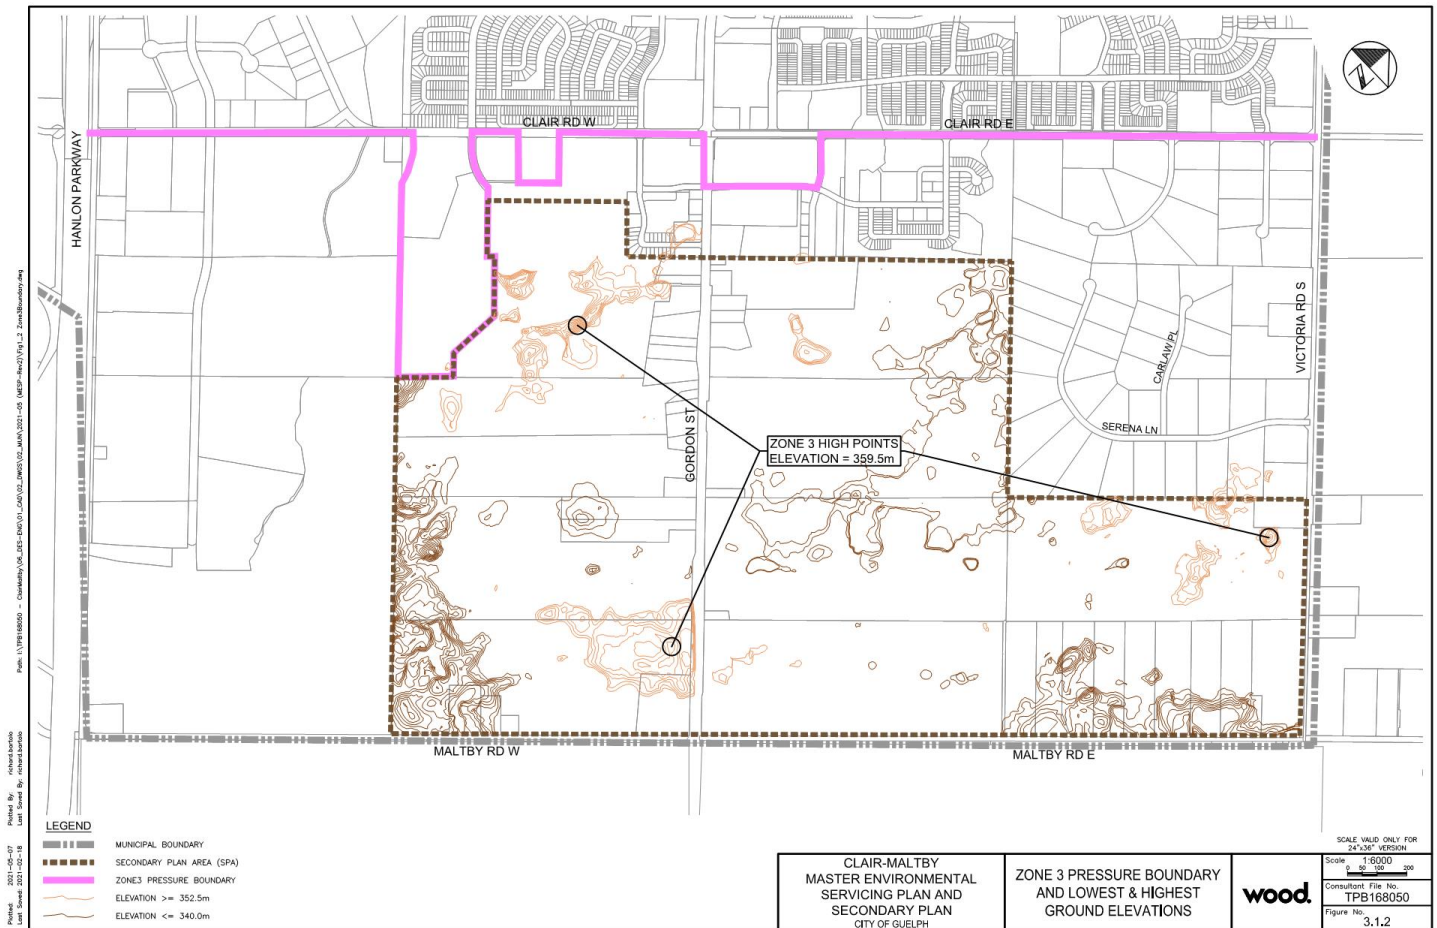 CLAIR RD W
CLAIR RD E
HANLON PARKWAY
VICTORIA RD S
CARLAW PL
SERENA LN
GORDON ST
ZONE 3 HIGH POINTS
ELEVATION = 359.5m
MALTBY RD W
MALTBY RD E
LEGEND
MUNICIPAL BOUNDARY
SECONDARY PLAN AREA (SPA)
ZONE3 PRESSURE BOUNDARY
ELEVATION >= 352.5m
ELEVATION <= 340.0m
CLAIR-MALTBY
MASTER ENVIRONMENTAL
SERVICING PLAN AND
SECONDARY PLAN
CITY OF GUELPH
ZONE 3 PRESSURE BOUNDARY
AND LOWEST & HIGHEST
GROUND ELEVATIONS
wood.
SCALE VALID ONLY FOR
24"x36" VERSION
Scale 1:6000
0 50 100 200
Consultant File No.
TPB168050
Figure No.
3.1.2
Plotted: 2021-05-07 Plotted By: richard.bartolo
Last Saved: 2021-02-18 Last Saved By: richard.bartolo